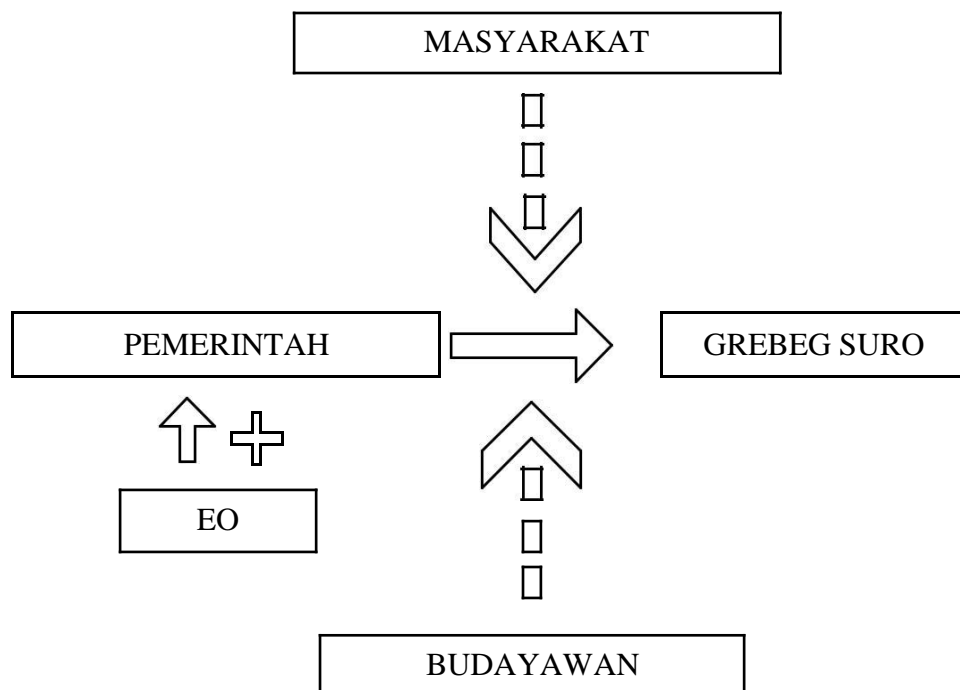 MASYARAKAT
PEMERINTAH
GREBEG SURO
EO
BUDAYAWAN